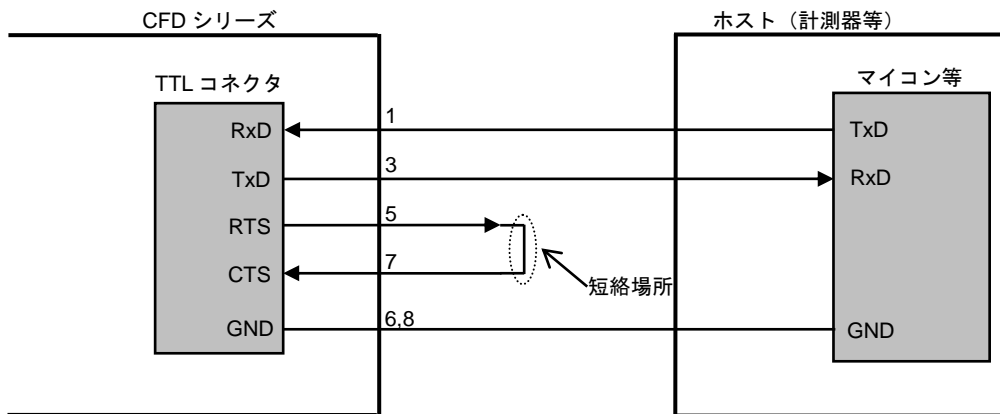 CFD シリーズ
ホスト（計測器等）
TTL コネクタ
マイコン等
RxD
1
TxD
TxD
3
RxD
RTS
5
CTS
7
短絡場所
GND
6,8
GND